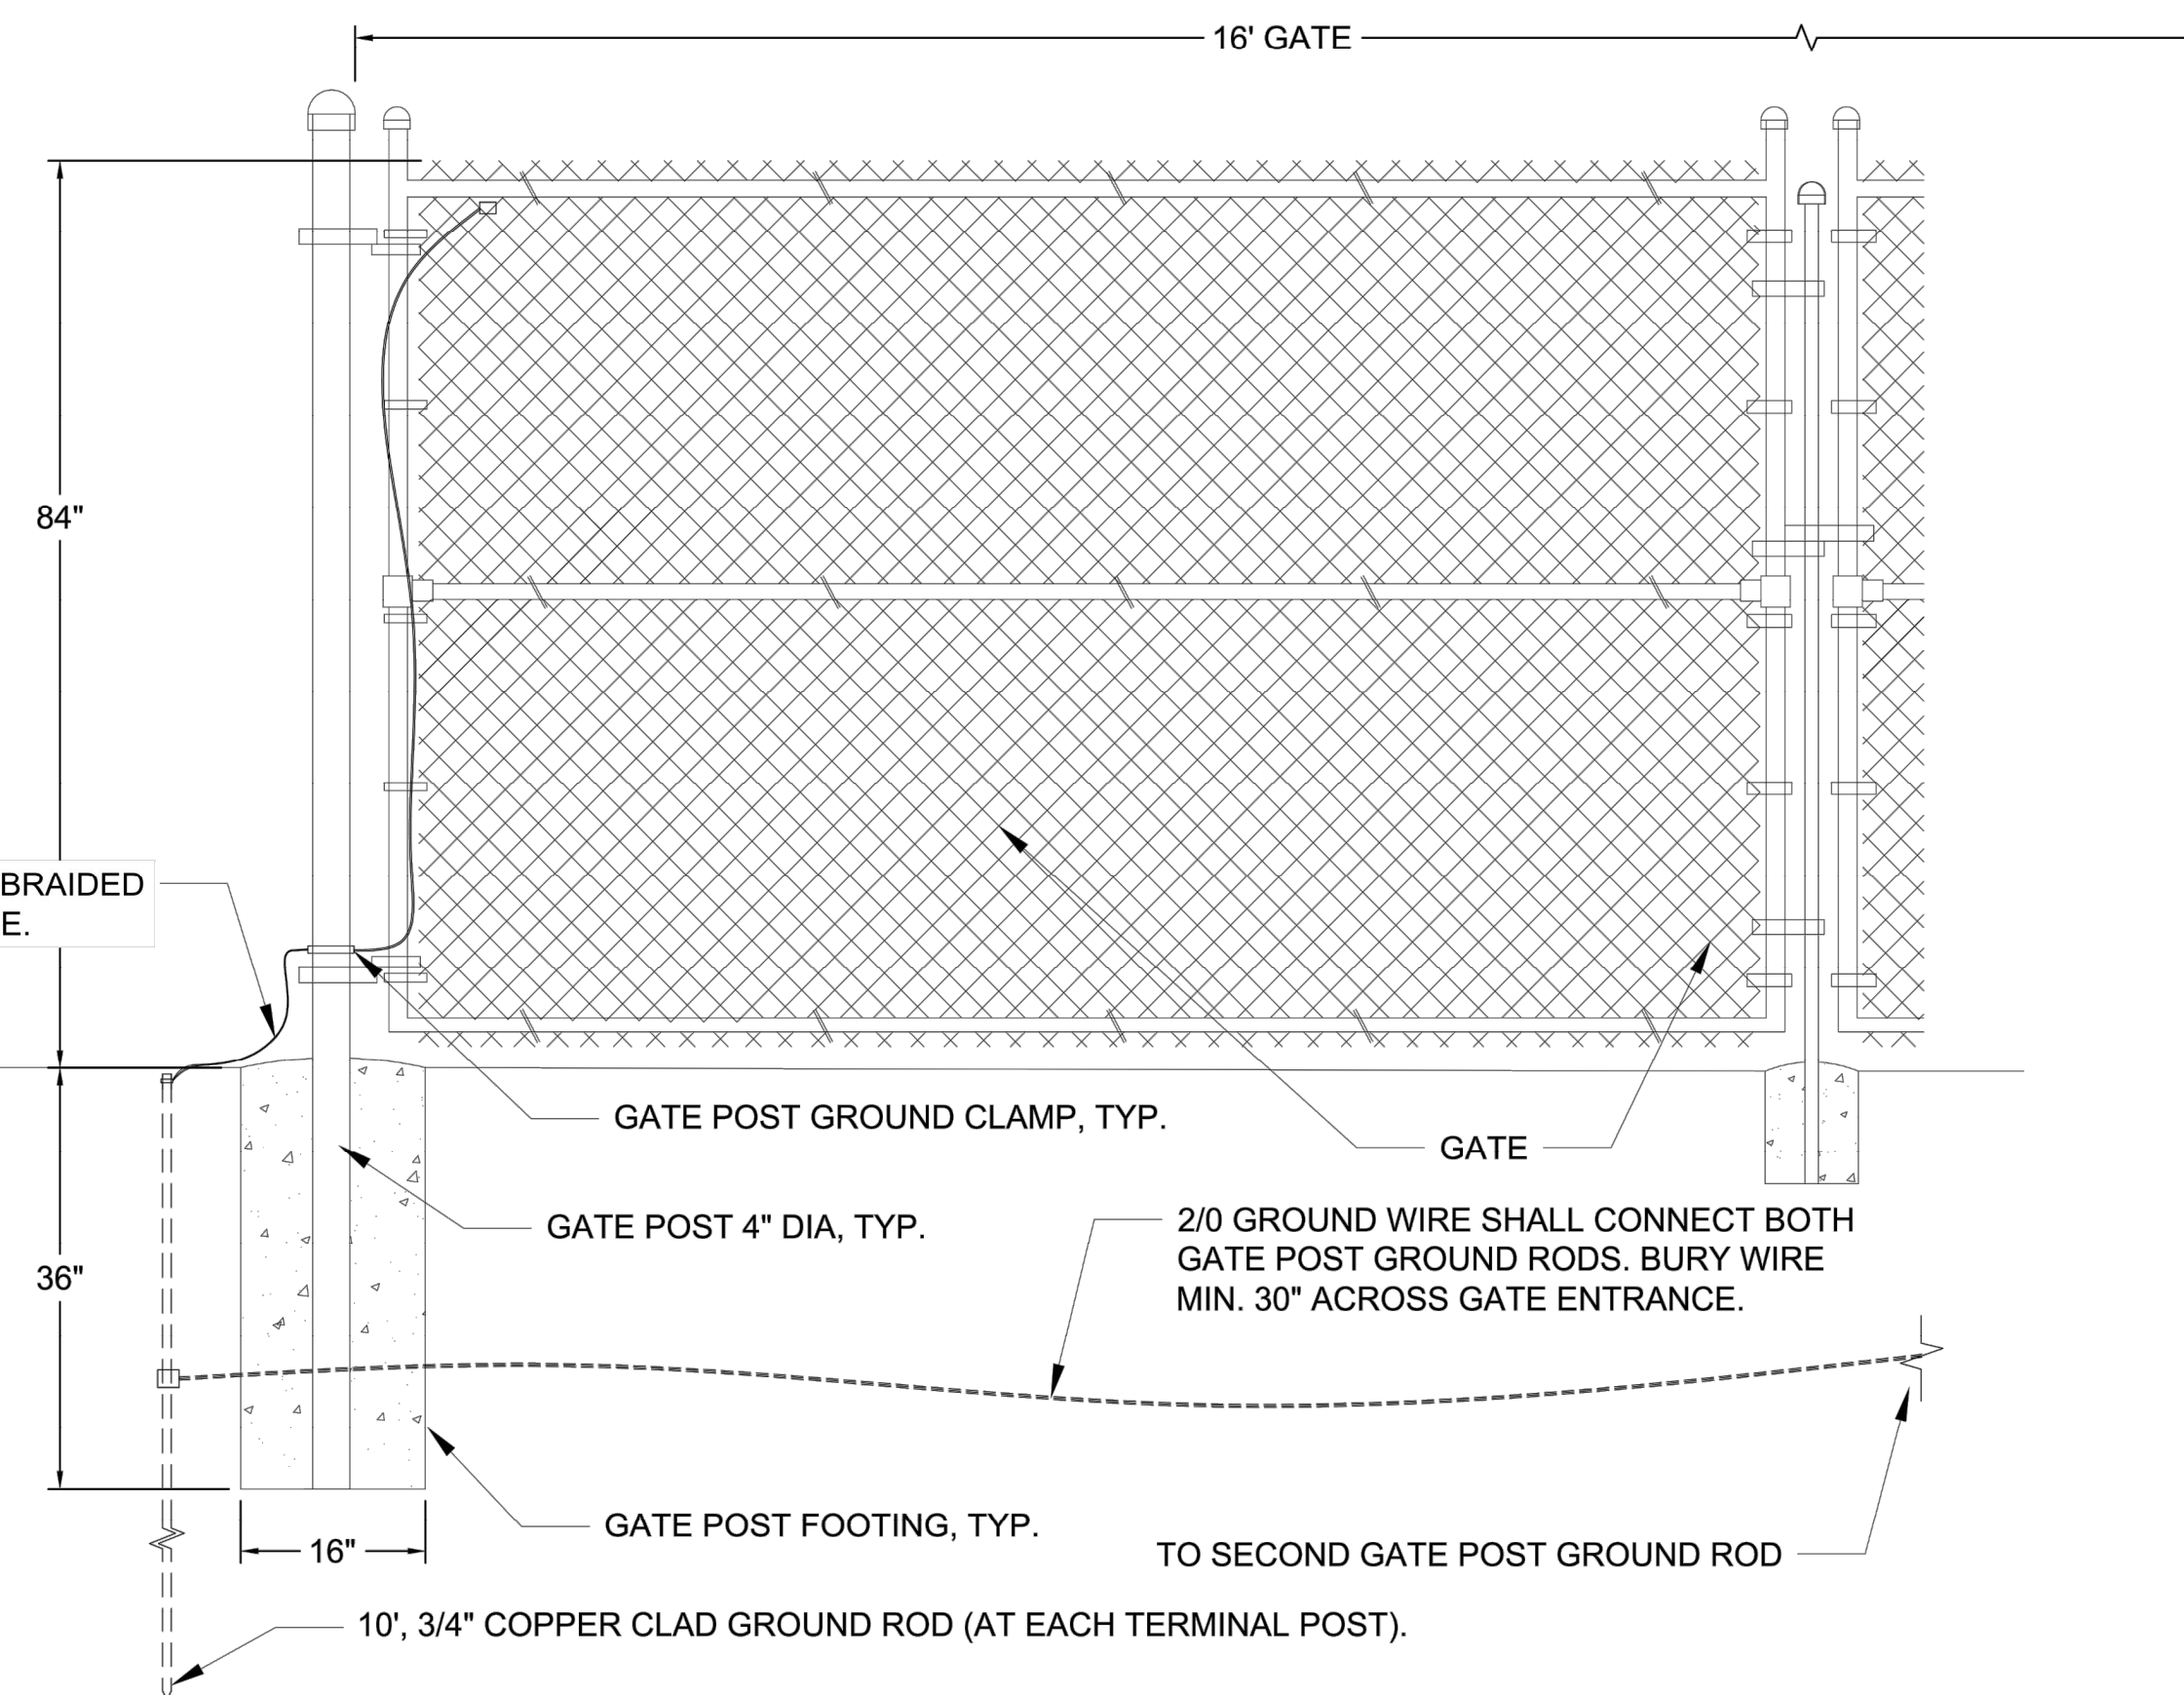 16' GATE
84"
BRAIDED
E.
GATE POST GROUND CLAMP, TYP.
GATE
GATE POST 4" DIA, TYP.
2/0 GROUND WIRE SHALL CONNECT BOTH
GATE POST GROUND RODS. BURY WIRE
MIN. 30" ACROSS GATE ENTRANCE.
36"
GATE POST FOOTING, TYP.
16"
TO SECOND GATE POST GROUND ROD
10', 3/4" COPPER CLAD GROUND ROD (AT EACH TERMINAL POST).